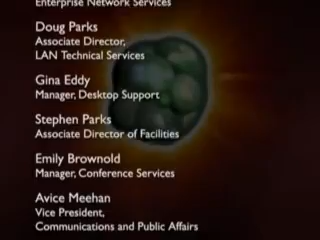 Enterprise Network Services
Doug Parks
Associate Director,
LAN Technical Services
Gina Eddy
Manager, Desktop Support
Stephen Parks
Associate Director of Facilities
Emily Brownold
Manager, Conference Services
Avice Meehan
Vice President,
Communications and Public Affairs